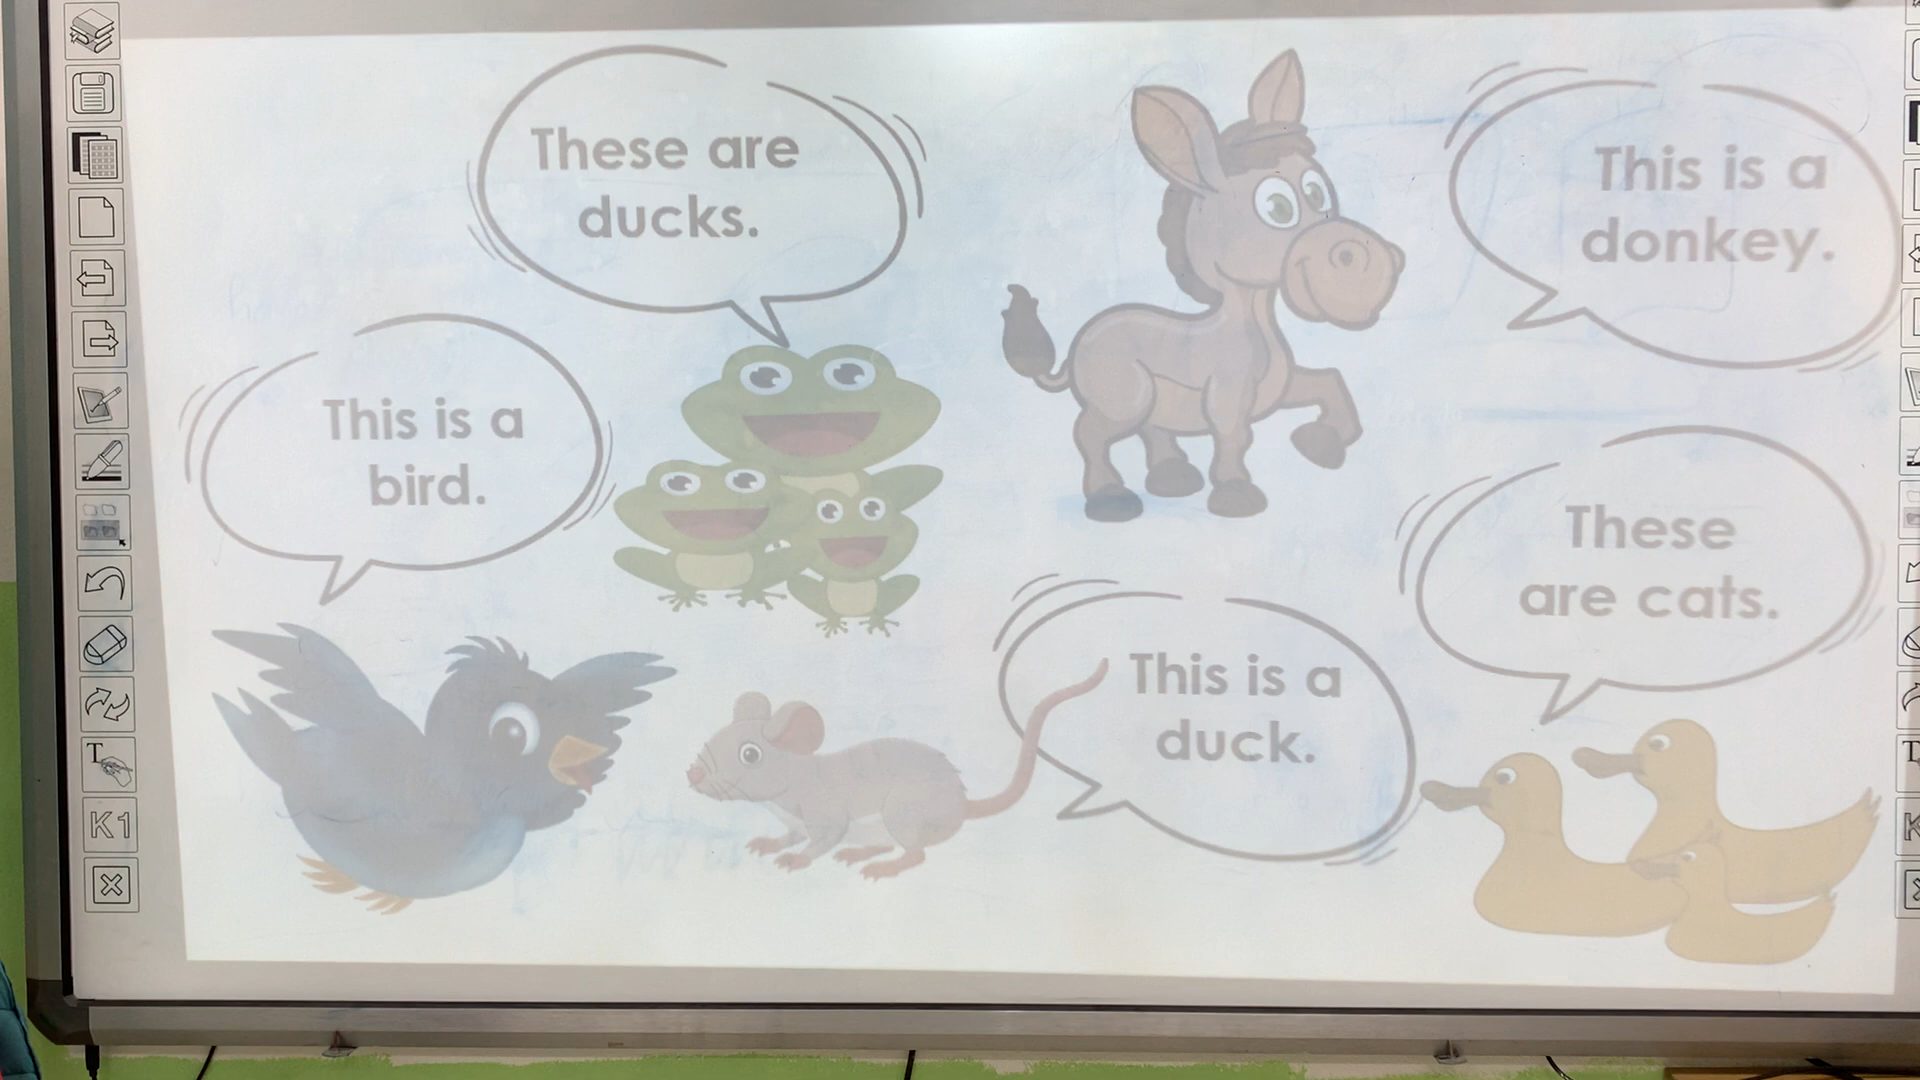 These are
ducks.
This is a
donkey.
This is a
bird.
These
are cats.
This is a
duck.
T
K1
T